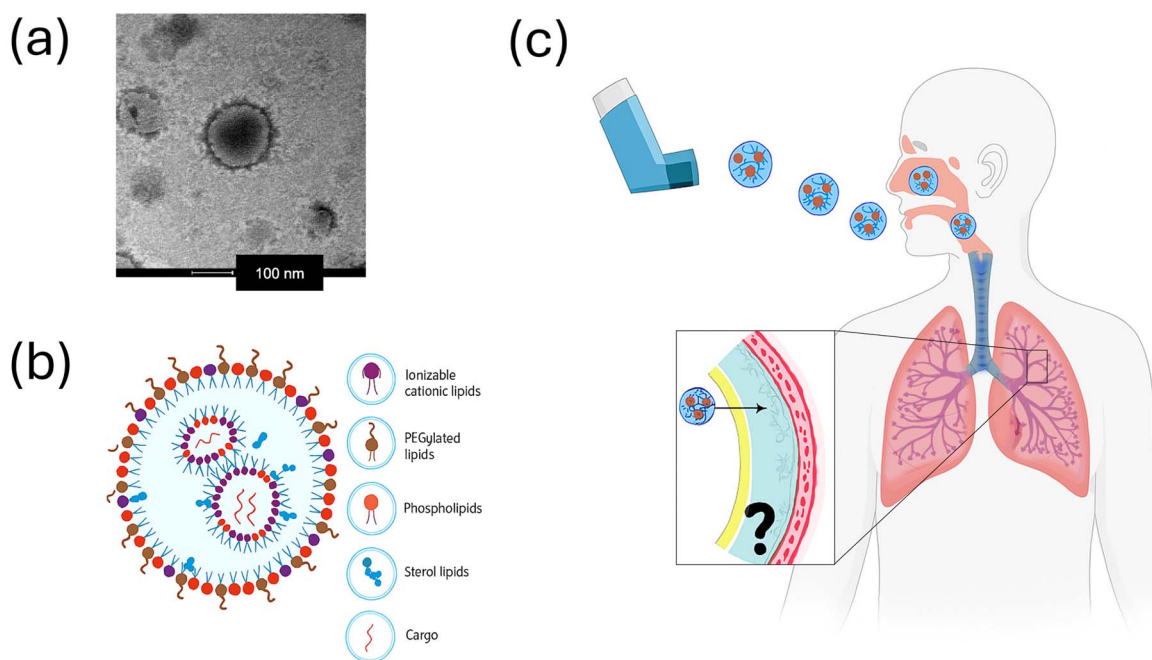 (a)
100 nm
(b)
Ionizable
cationic lipids
PEGylated
lipids
Phospholipids
Sterol lipids
Cargo
(c)
?